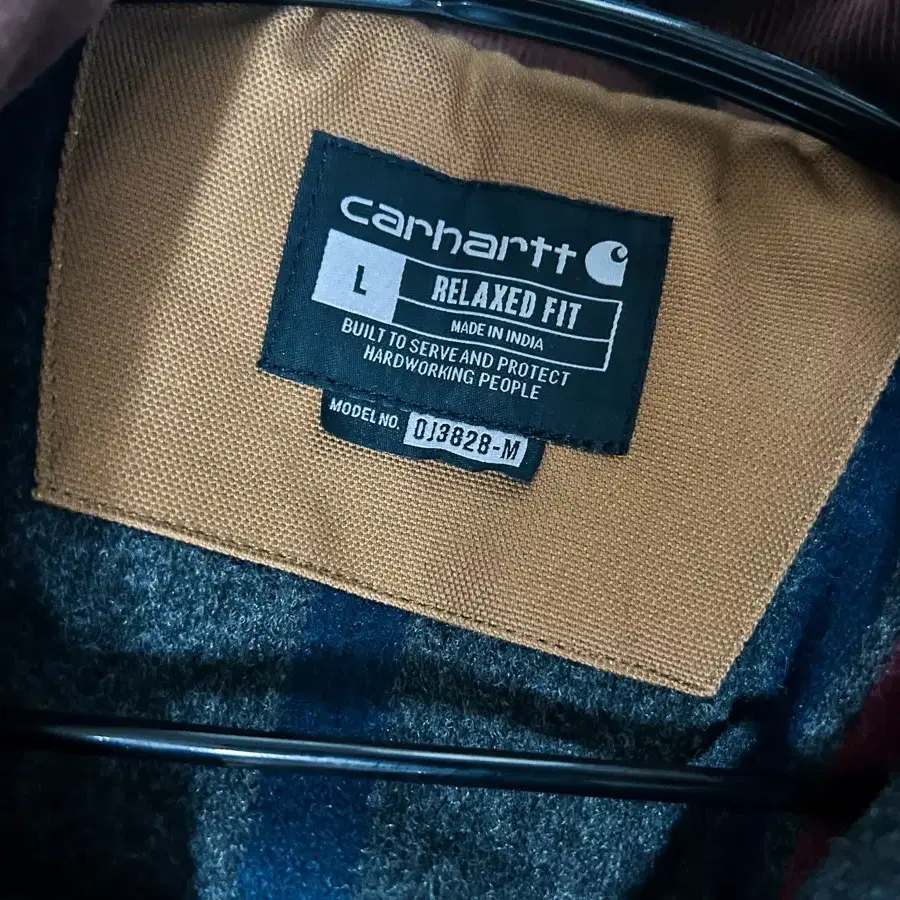 carhartt
L
RELAXED FIT
MADE IN INDIA
BUILT TO SERVE AND PROTECT
HARDWORKING PEOPLE
MODEL NO. OJ3828-M